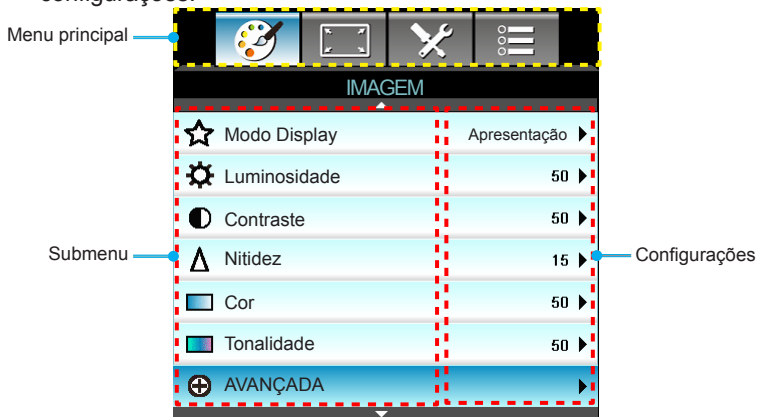 configurações.
Menu principal
IMAGEM
Modo Display Apresentação
Luminosidade 50
Contraste 50
Submenu
Nitidez 15
Configurações
Cor 50
Tonalidade 50
AVANÇADA